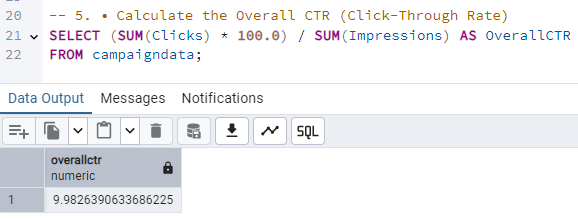 20 -- 5. • Calculate the Overall CTR (Click-Through Rate)
21 SELECT (SUM(Clicks) * 100.0) / SUM(Impressions) AS OverallCTR
22 FROM campaigndata;
Data Output Messages Notifications
SQL
overallctr
numeric
1 9.9826390633686225